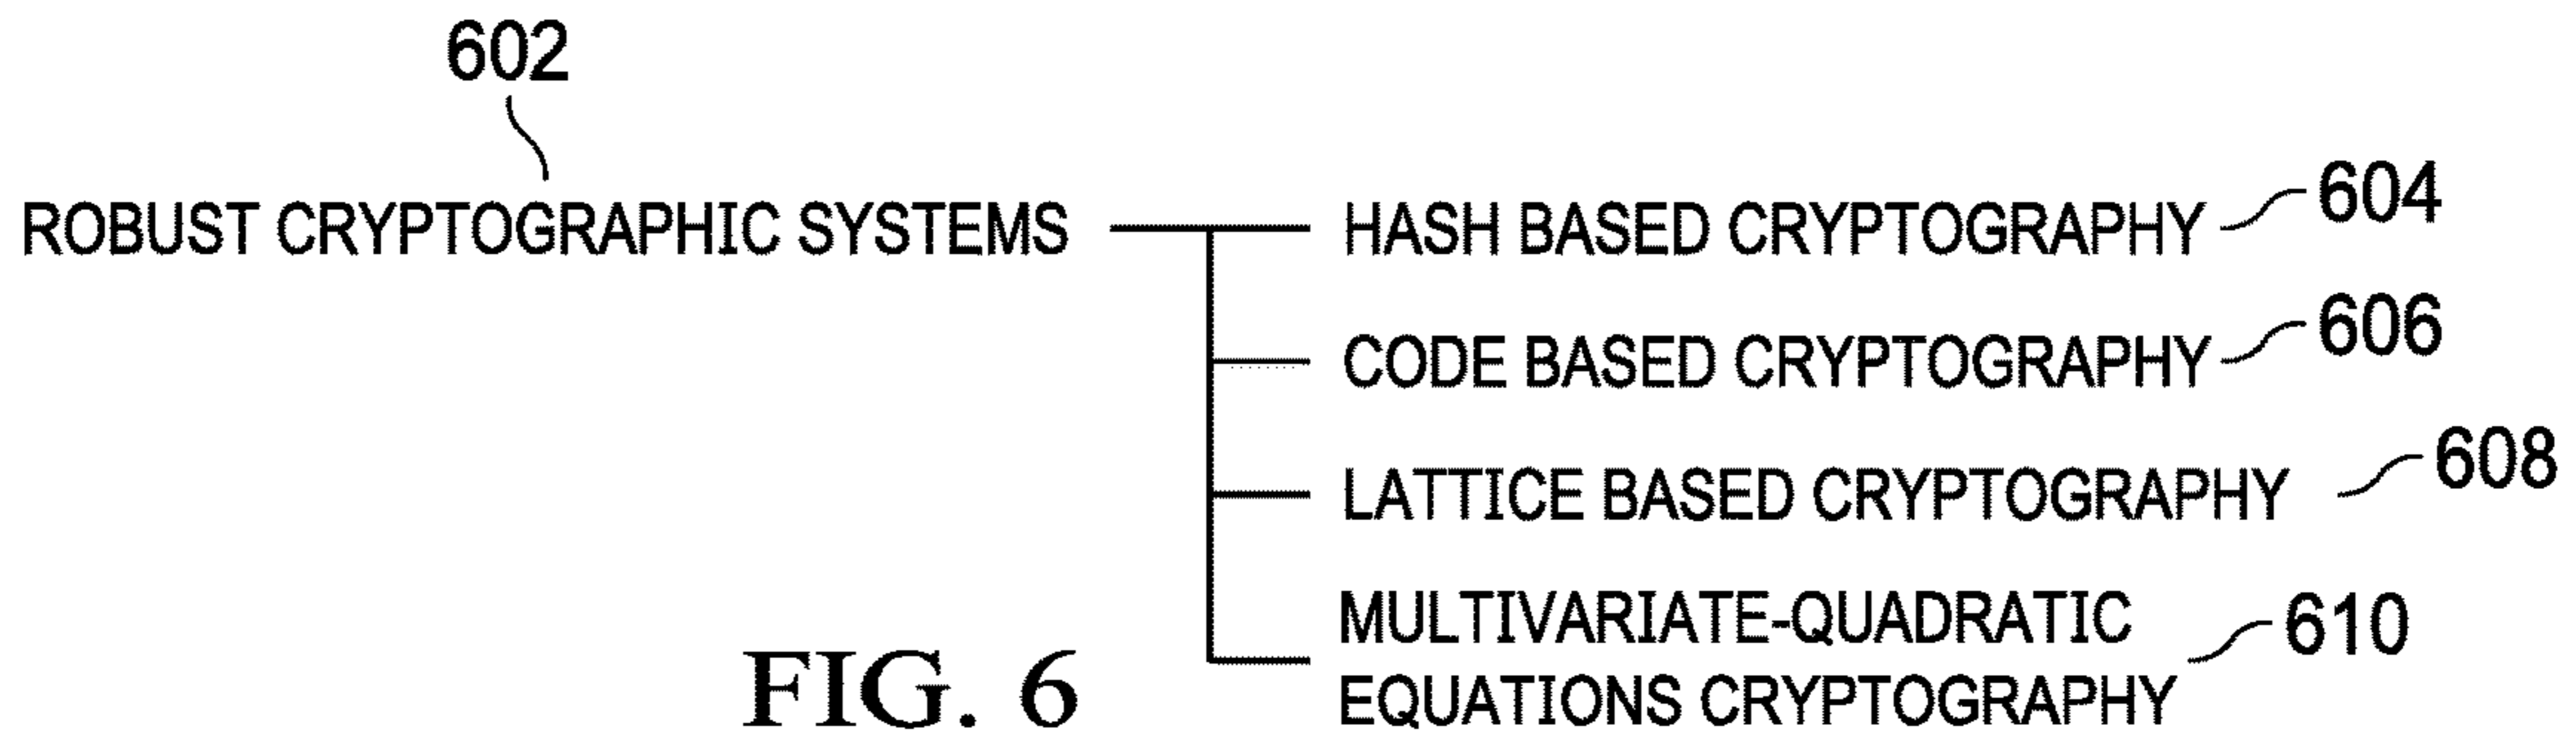 602
ROBUST CRYPTOGRAPHIC SYSTEMS
HASH BASED CRYPTOGRAPHY
604
CODE BASED CRYPTOGRAPHY
606
LATTICE BASED CRYPTOGRAPHY
608
MULTIVARIATE-QUADRATIC
EQUATIONS CRYPTOGRAPHY
610
FIG. 6